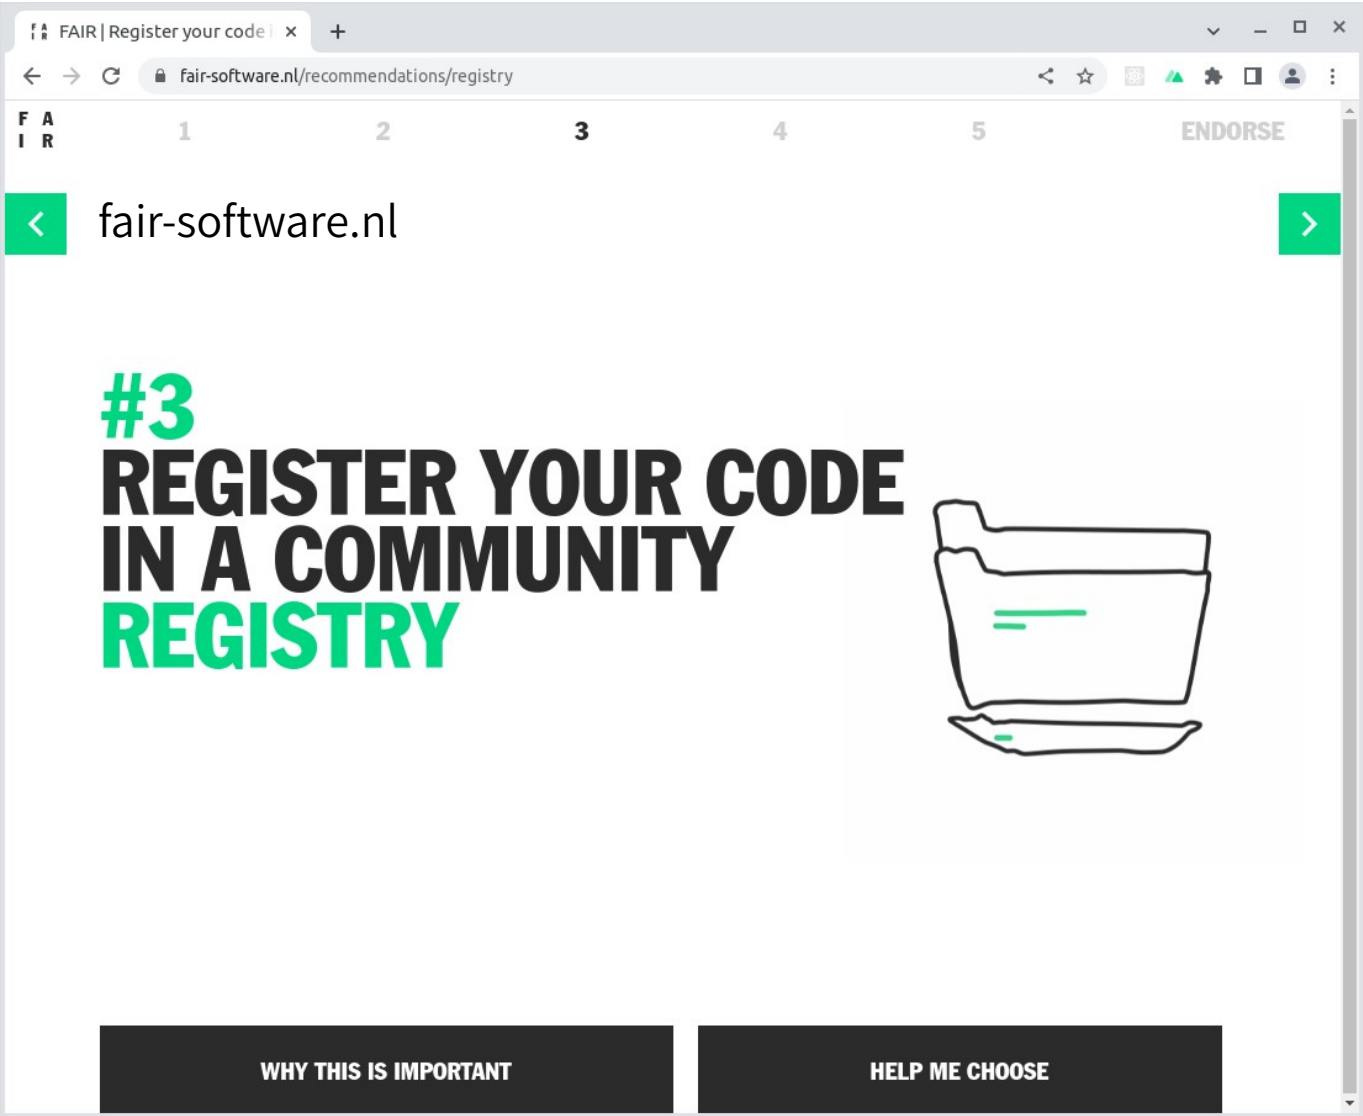 F A
I R
FAIR | Register your code
fair-software.nl/recommendations/registry
F A
I R
1 2 3 4 5 ENDORSE
fair-software.nl
#3
REGISTER YOUR CODE
IN A COMMUNITY
REGISTRY
WHY THIS IS IMPORTANT
HELP ME CHOOSE